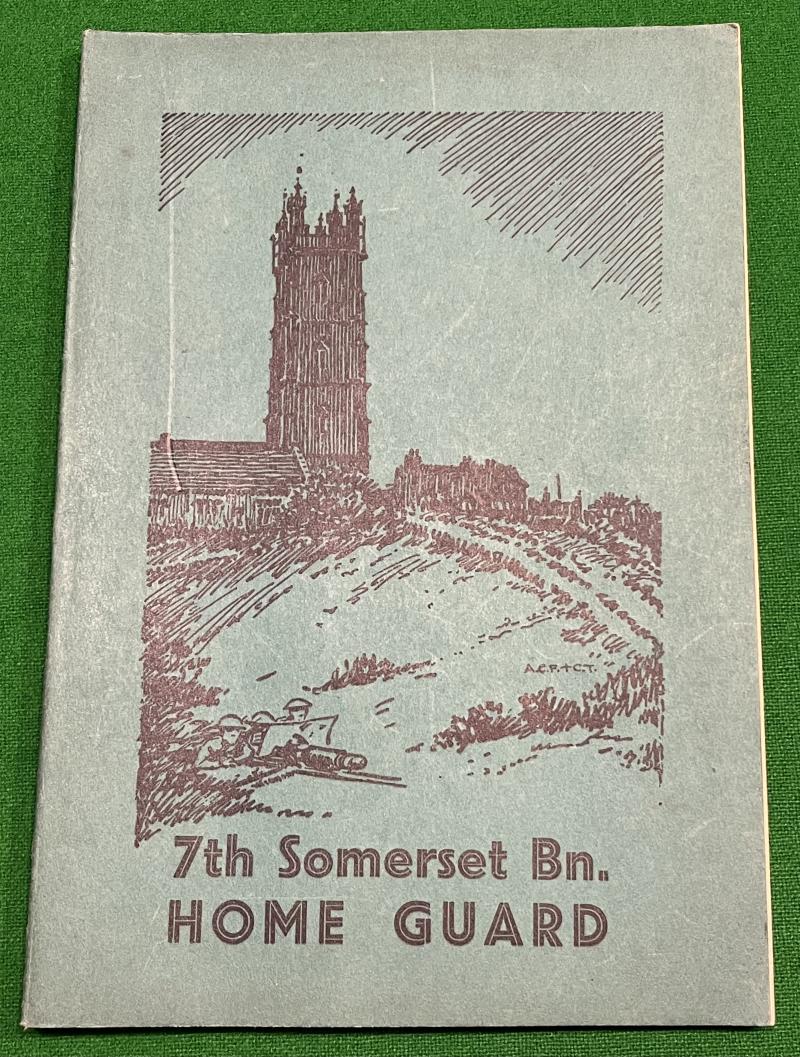 A.C.P. + C.T.
7th Somerset Bn.
HOME GUARD